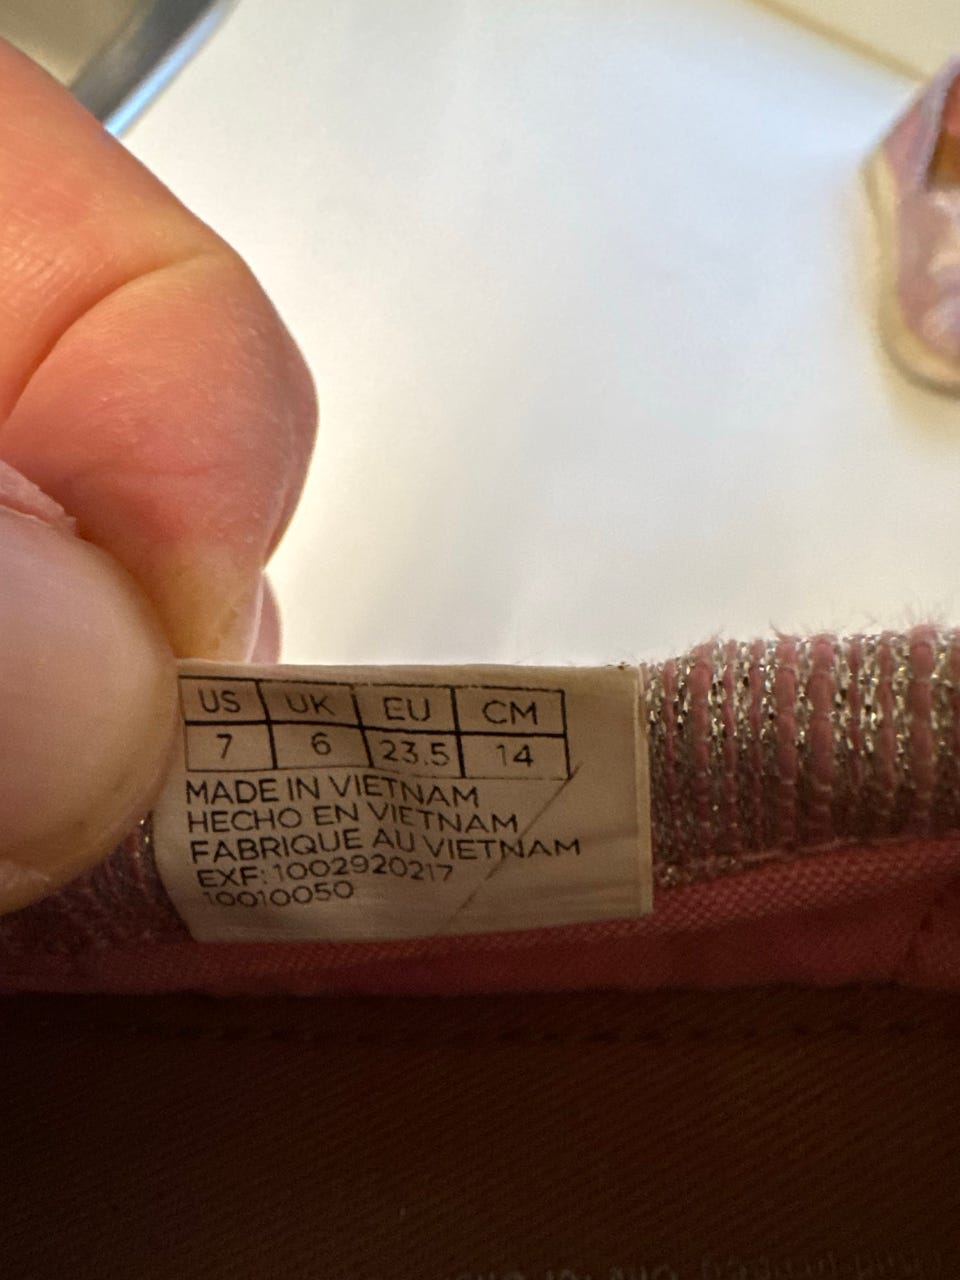 US UK EU CM
7 6 23.5 14
MADE IN VIETNAM
HECHO EN VIETNAM
FABRIQUE AU VIETNAM
EXF: 1002920217
10010050